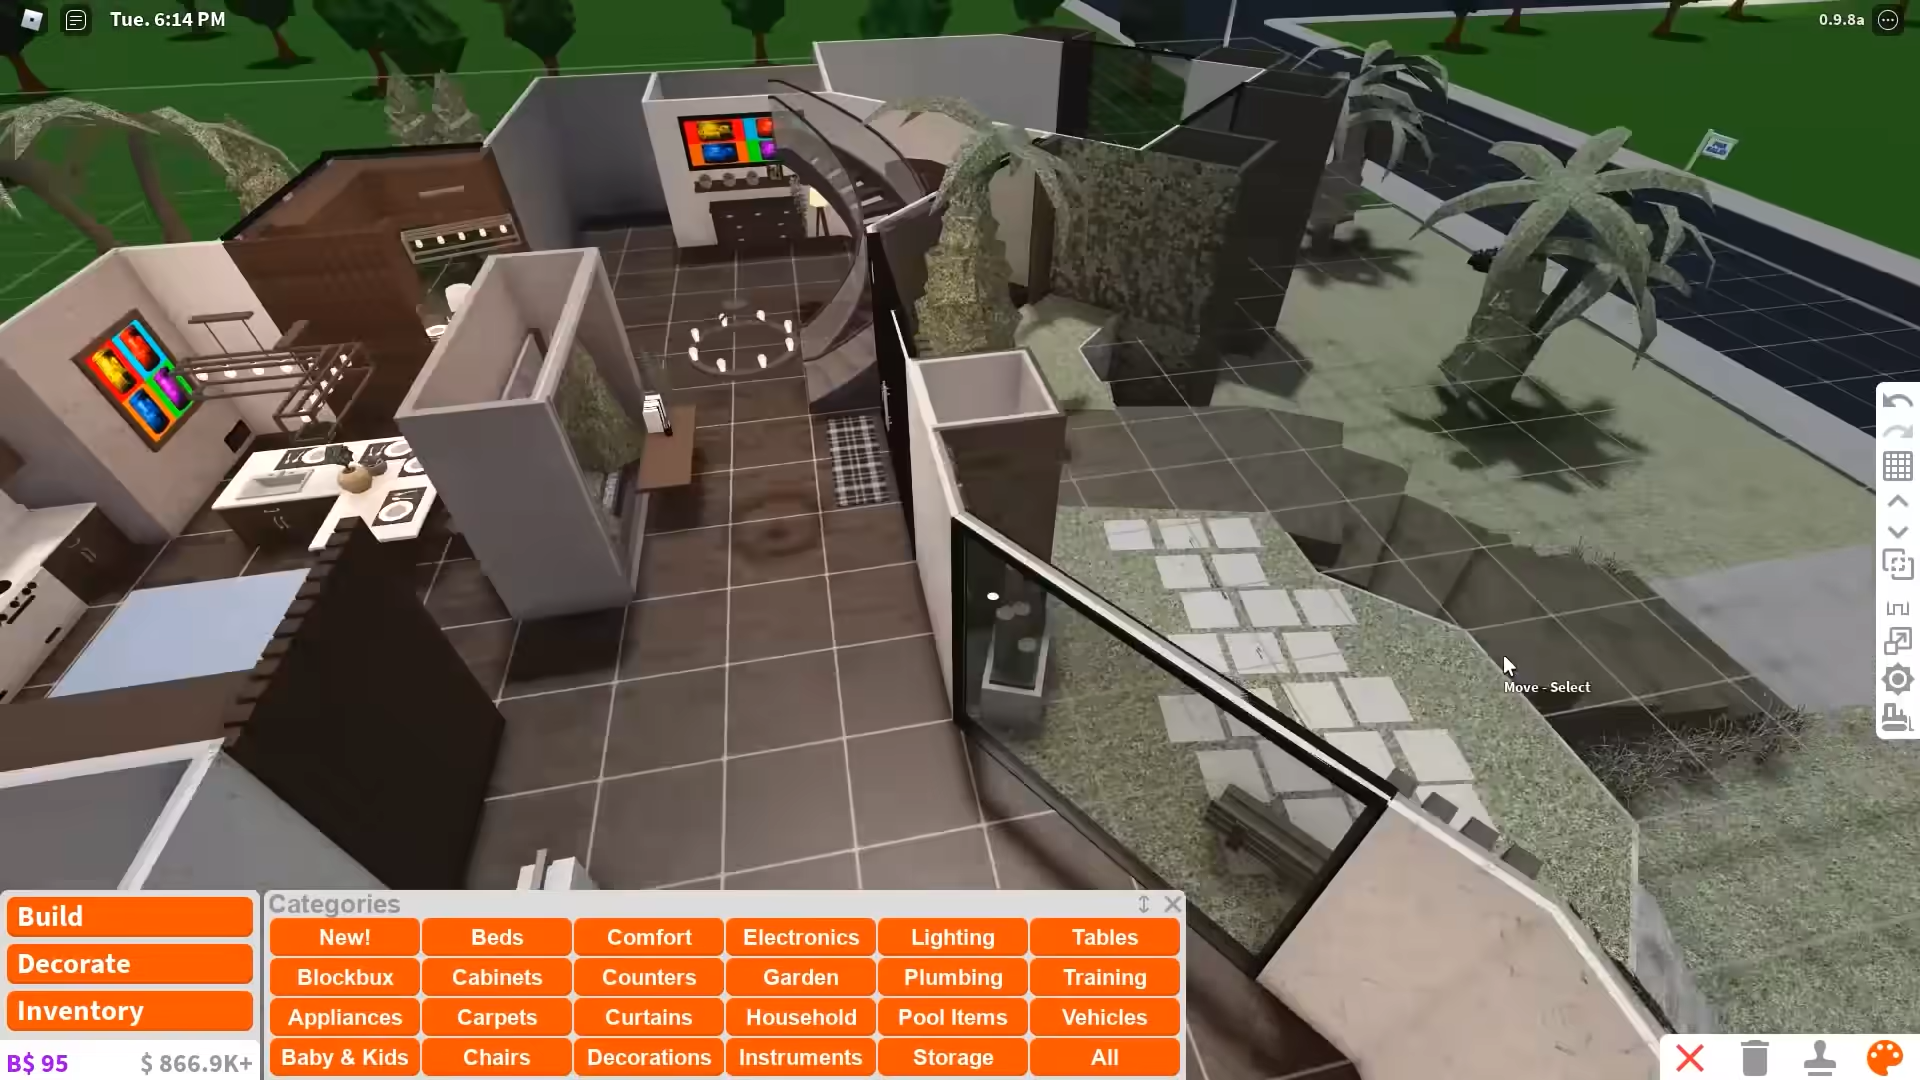 Tue. 6:14 PM
0.9.8a
Move - Select
Build
Decorate
Inventory
B$ 95
$ 866.9K+
Categories
New! Beds Comfort Electronics Lighting Tables
Blockbux Cabinets Counters Garden Plumbing Training
Appliances Carpets Curtains Household Pool Items Vehicles
Baby & Kids Chairs Decorations Instruments Storage All